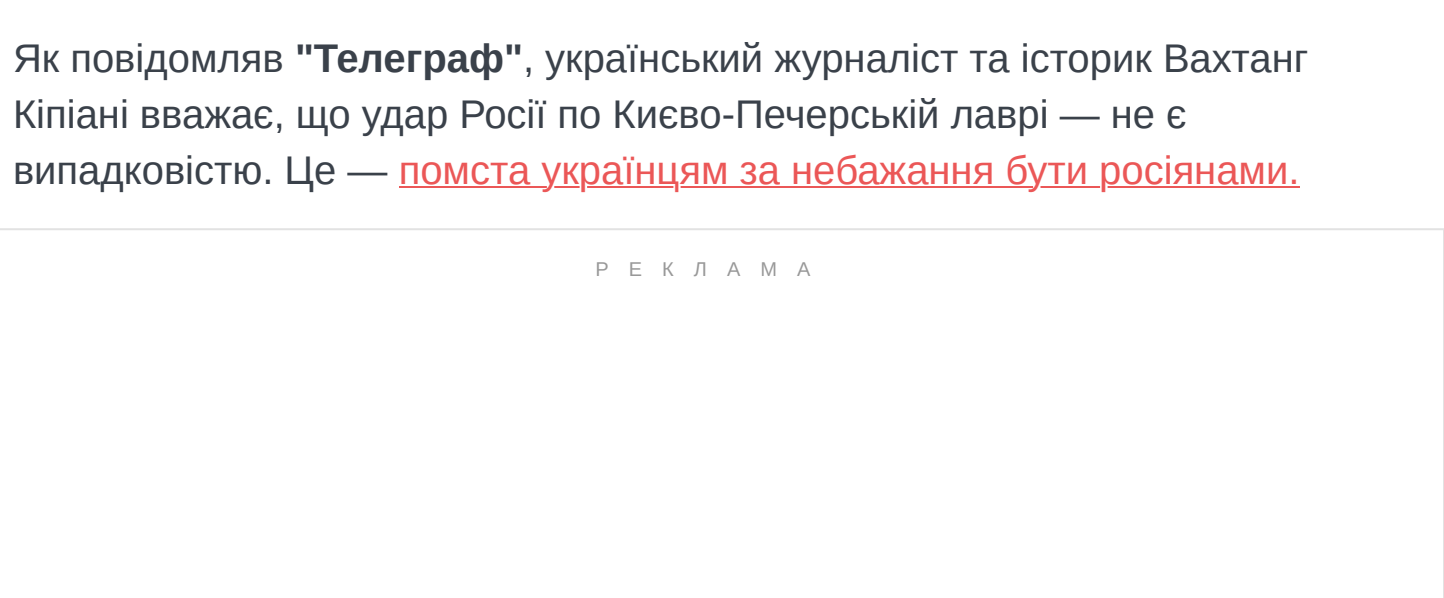 Як повідомляв "Телеграф", український журналіст та історик Вахтанг
Кіпіані вважає, що удар Росії по Києво-Печерській лаврі — не є
випадковістю. Це — помста українцям за небажання бути росіянами.
РЕКЛАМА